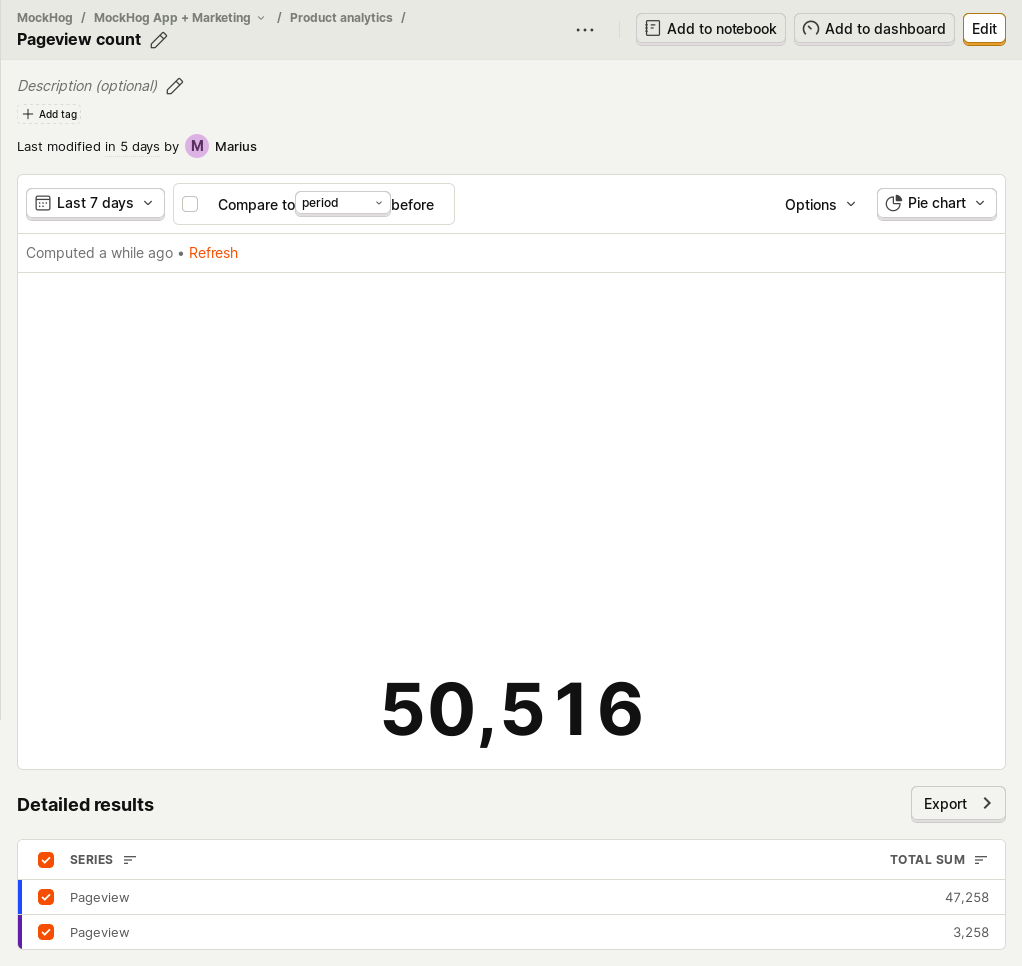 MockHog / MockHog App + Marketing / Product analytics /
Pageview count
Add to notebook
Add to dashboard
Edit
Description (optional)
Add tag
Last modified in 5 days by M Marius
Last 7 days
Compare to period before
Options
Pie chart
Computed a while ago • Refresh
50,516
Detailed results
Export
SERIES TOTAL SUM
Pageview 47,258
Pageview 3,258